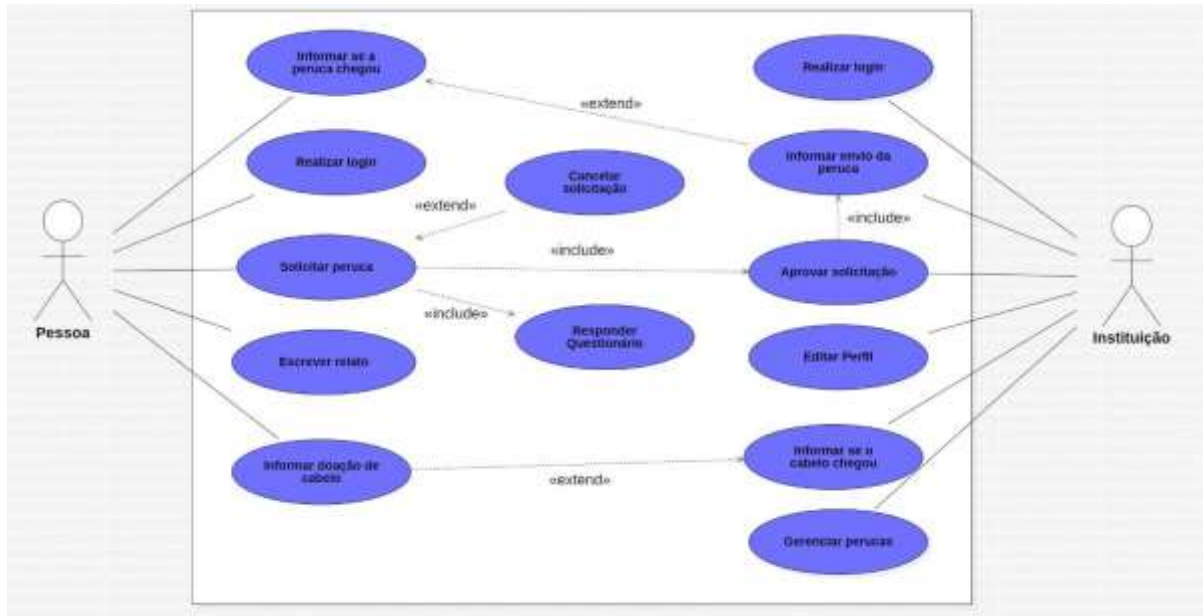 Informar se a
peruca chegou
Realizar login
«extend»
Realizar login
Cancelar
solicitação
Informar envio da
peruca
«extend»
«include»
Solicitar peruca
«include»
Aprovar solicitação
«include»
Pessoa
Responder
Questionário
Instituição
Escrever relato
Editar Perfil
Informar doação de
cabelo
«extend»
Informar se o
cabelo chegou
Gerenciar perucas